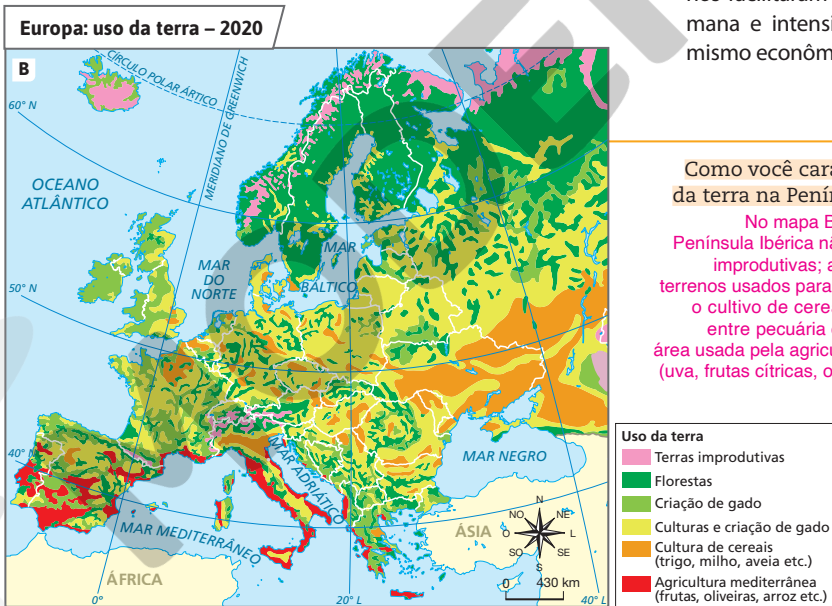 nos facilitaram
mana e intensi
mismo econôm
Europa: uso da terra – 2020
B
CÍRCULO POLAR ÁRTICO
MERIDIANO DE GREENWICH
60° N
OCEANO
ATLÂNTICO
MAR
DO
NORTE
MAR
BÁLTICO
50° N
40° N
MAR ADRIÁTICO
MAR NEGRO
MAR MEDITERRÂNEO
ÁSIA
ÁFRICA
N
NO NE
O L
SO SE
S
0 430 km
0°
20° L
40° L
Como você cara
da terra na Penín
No mapa E
Península Ibérica nã
improdutivas; a
terrenos usados para
o cultivo de cerea
entre pecuária
área usada pela agricu
(uva, frutas cítricas, o
Uso da terra
Terras improdutivas
Florestas
Criação de gado
Culturas e criação de gado
Cultura de cereais
(trigo, milho, aveia etc.)
Agricultura mediterrânea
(frutas, oliveiras, arroz etc.)